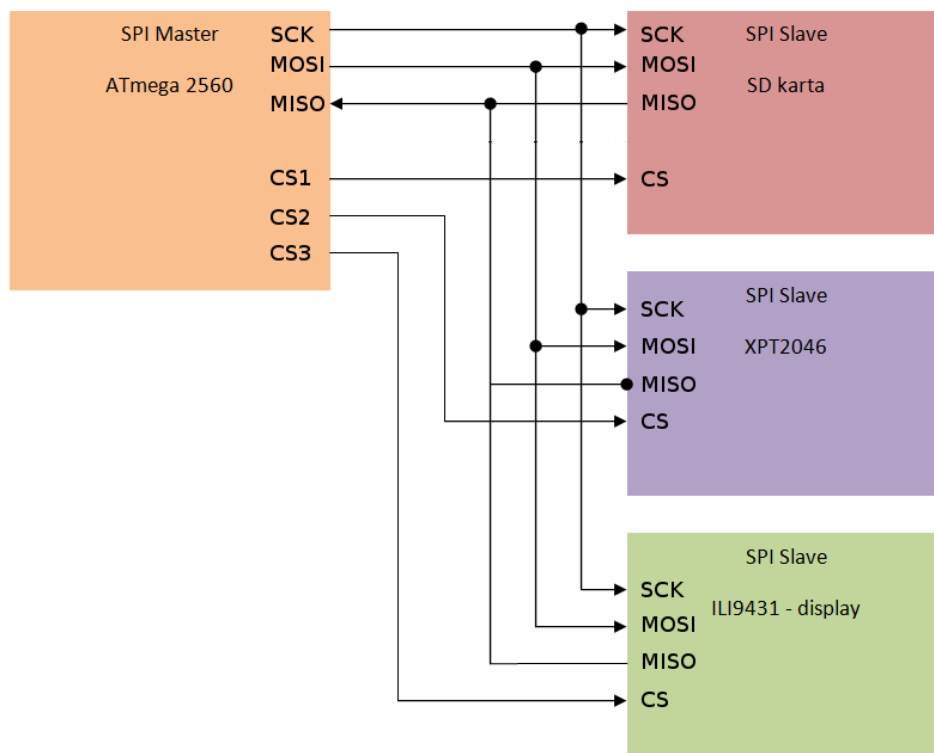 SPI Master
ATmega 2560
SCK
MOSI
MISO
CS1
CS2
CS3
SPI Slave
SD karta
SCK
MOSI
MISO
CS
SPI Slave
XPT2046
SCK
MOSI
MISO
CS
SPI Slave
ILI9431 - display
SCK
MOSI
MISO
CS